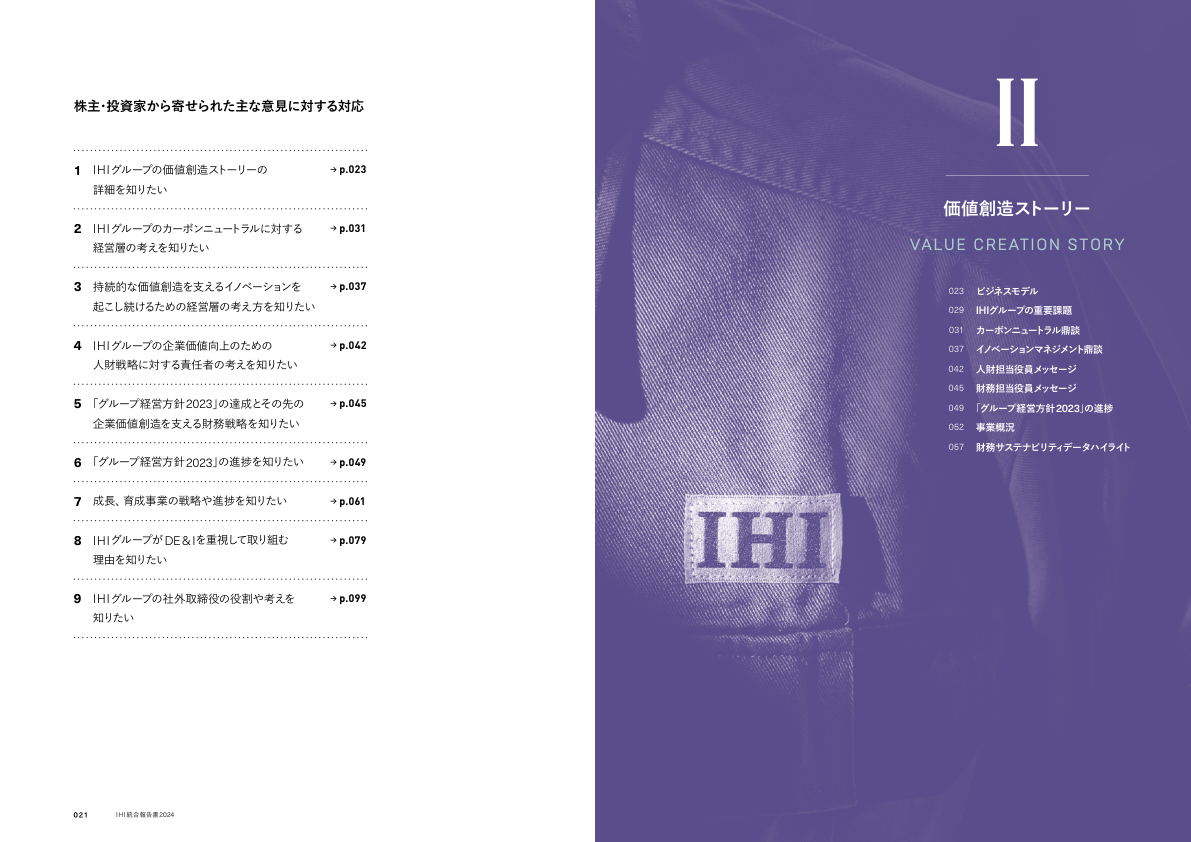 株主・投資家から寄せられた主な意見に対する対応
1 IHIグループの価値創造ストーリーの → p.023
詳細を知りたい
2 IHIグループのカーボンニュートラルに対する → p.031
経営層の考えを知りたい
3 持続的な価値創造を支えるイノベーションを → p.037
起こし続けるための経営層の考え方を知りたい
4 IHIグループの企業価値向上のための → p.042
人財戦略に対する責任者の考えを知りたい
5 「グループ経営方針2023」の達成とその先の → p.045
企業価値創造を支える財務戦略を知りたい
6 「グループ経営方針2023」の進捗を知りたい → p.049
7 成長、育成事業の戦略や進捗を知りたい → p.061
8 IHIグループがDE&Iを重視して取り組む → p.079
理由を知りたい
9 IHIグループの社外取締役の役割や考えを → p.099
知りたい
021 IHI統合報告書2024
II
価値創造ストーリー
VALUE CREATION STORY
023 ビジネスモデル
029 IHIグループの重要課題
031 カーボンニュートラル鼎談
037 イノベーションマネジメント鼎談
042 人財担当役員メッセージ
045 財務担当役員メッセージ
049 「グループ経営方針2023」の進捗
052 事業概況
057 財務サステナビリティデータハイライト
IHI